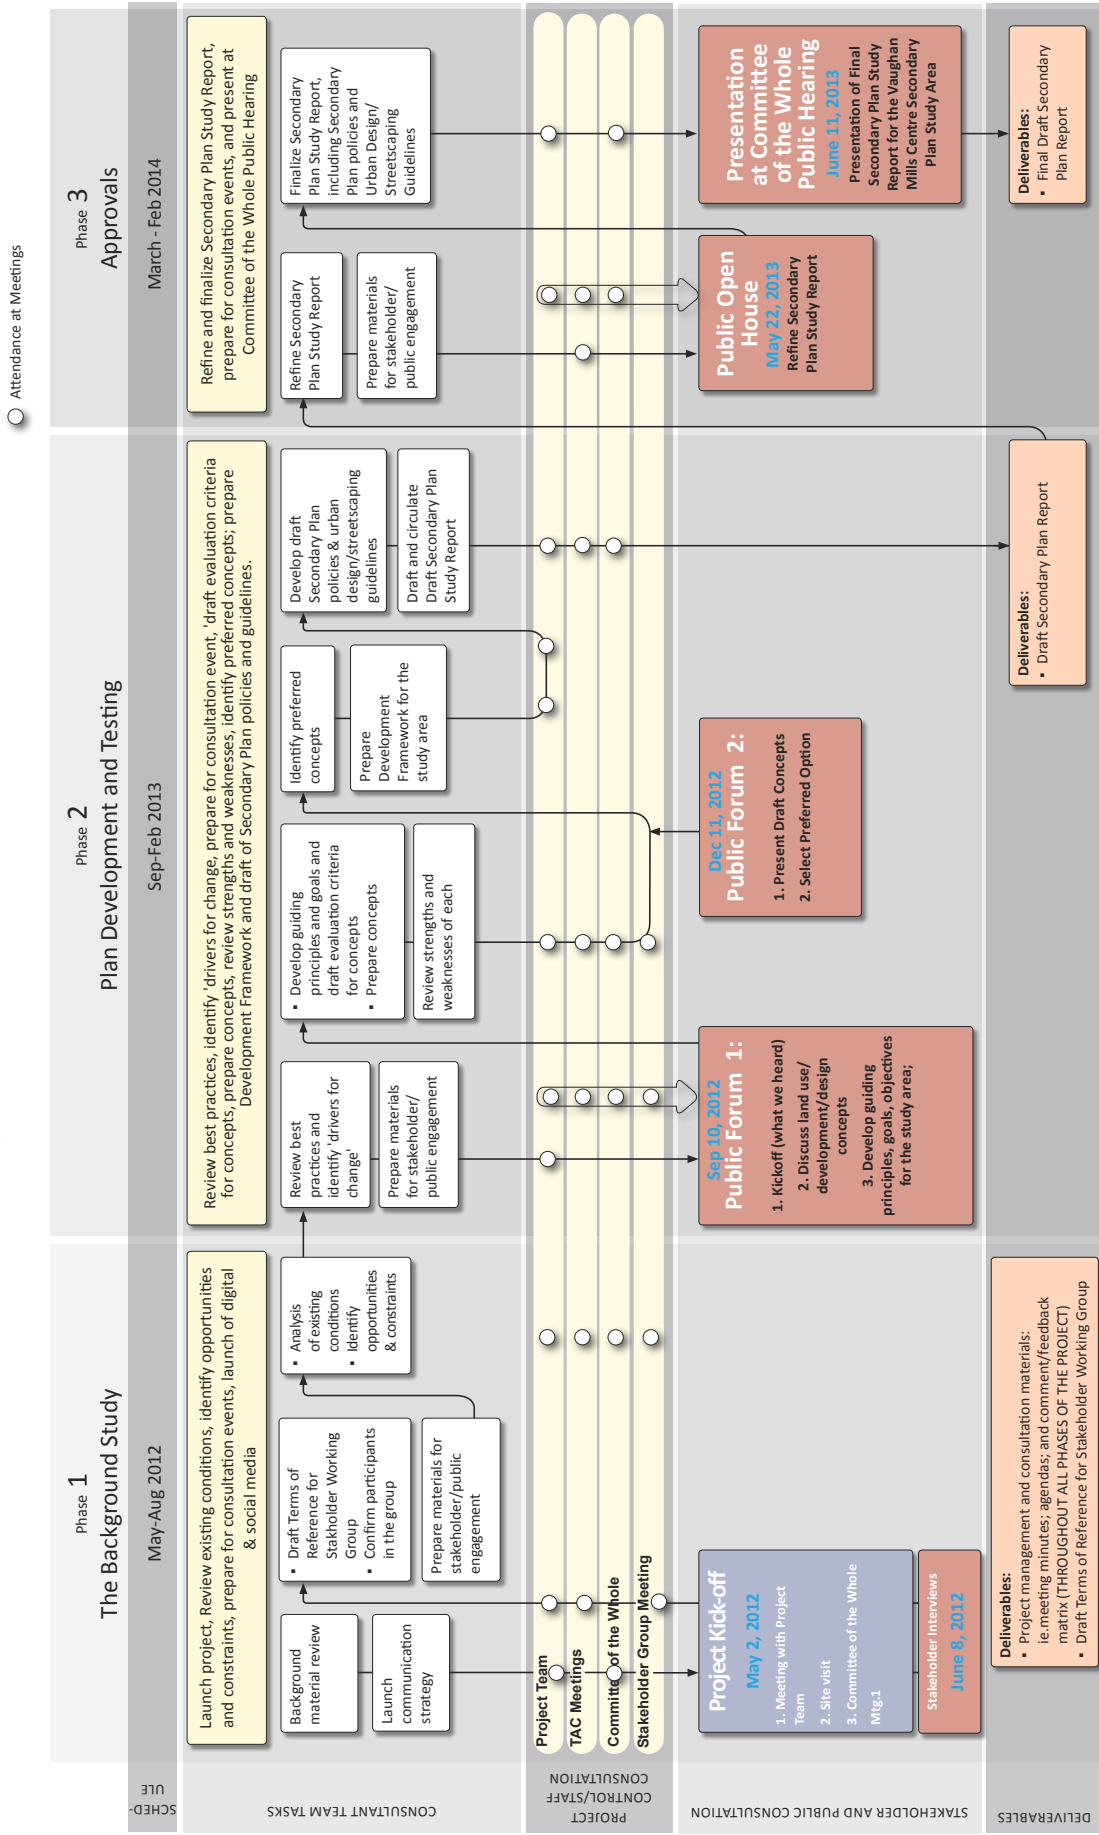 Attendance at Meetings
Phase 1
The Background Study
Phase 2
Plan Development and Testing
Phase 3
Approvals
SCHED-
ULE
May-Aug 2012
Sep-Feb 2013
March - Feb 2014
CONSULTANT TEAM TASKS
Launch project, Review existing conditions, identify opportunities
and constraints, prepare for consultation events, launch of digital
& social media
Review best practices, identify 'drivers for change, prepare for consultation event, 'draft evaluation criteria
for concepts, prepare concepts, review strengths and weaknesses, identify preferred concepts; prepare
Development Framework and draft of Secondary Plan policies and guidelines.
Refine and finalize Secondary Plan Study Report,
prepare for consultation events, and present at
Committee of the Whole Public Hearing
Background
material review
Launch
communication
strategy
▪ Draft Terms of
Reference for
Stakholder Working
Group
▪ Confirm participants
in the group
Prepare materials for
stakeholder/public
engagement
▪ Analysis
of existing
conditions
▪ Identify
opportunities
& constraints
Review best
practices and
identify 'drivers for
change'
Prepare materials
for stakeholder/
public engagement
▪ Develop guiding
principles and goals and
draft evaluation criteria
for concepts
▪ Prepare concepts
Review strengths and
weaknesses of each
Identify preferred
concepts
Prepare
Development
Framework for the
study area
Develop draft
Secondary Plan
policies & urban
design/streetscaping
guidelines
Draft and circulate
Draft Secondary Plan
Study Report
Refine Secondary
Plan Study Report
Prepare materials
for stakeholder/
public engagement
Finalize Secondary
Plan Study Report,
including Secondary
Plan policies and
Urban Design/
Streetscaping
Guidelines
PROJECT
CONTROL/STAFF
CONSULTATION
Project Team
TAC Meetings
Committee of the Whole
Stakeholder Group Meeting
STAKEHOLDER AND PUBLIC CONSULTATION
Project Kick-off
May 2, 2012
1. Meeting with Project
Team
2. Site visit
3. Committee of the Whole
Mtg.1
Stakeholder Interviews
June 8, 2012
Sep 10, 2012
Public Forum 1:
1. Kickoff (what we heard)
2. Discuss land use/
development/design
concepts
3. Develop guiding
principles, goals, objectives
for the study area;
Dec 11, 2012
Public Forum 2:
1. Present Draft Concepts
2. Select Preferred Option
Public Open
House
May 22, 2013
Refine Secondary
Plan Study Report
Presentation
at Committee
of the Whole
Public Hearing
June 11, 2013
Presentation of Final
Secondary Plan Study
Report for the Vaughan
Mills Centre Secondary
Plan Study Area
DELIVERABLES
Deliverables:
▪ Project management and consultation materials:
ie.meeting minutes; agendas; and comment/feedback
matrix (THROUGHOUT ALL PHASES OF THE PROJECT)
▪ Draft Terms of Reference for Stakeholder Working Group
Deliverables:
▪ Draft Secondary Plan Report
Deliverables:
▪ Final Draft Secondary
Plan Report